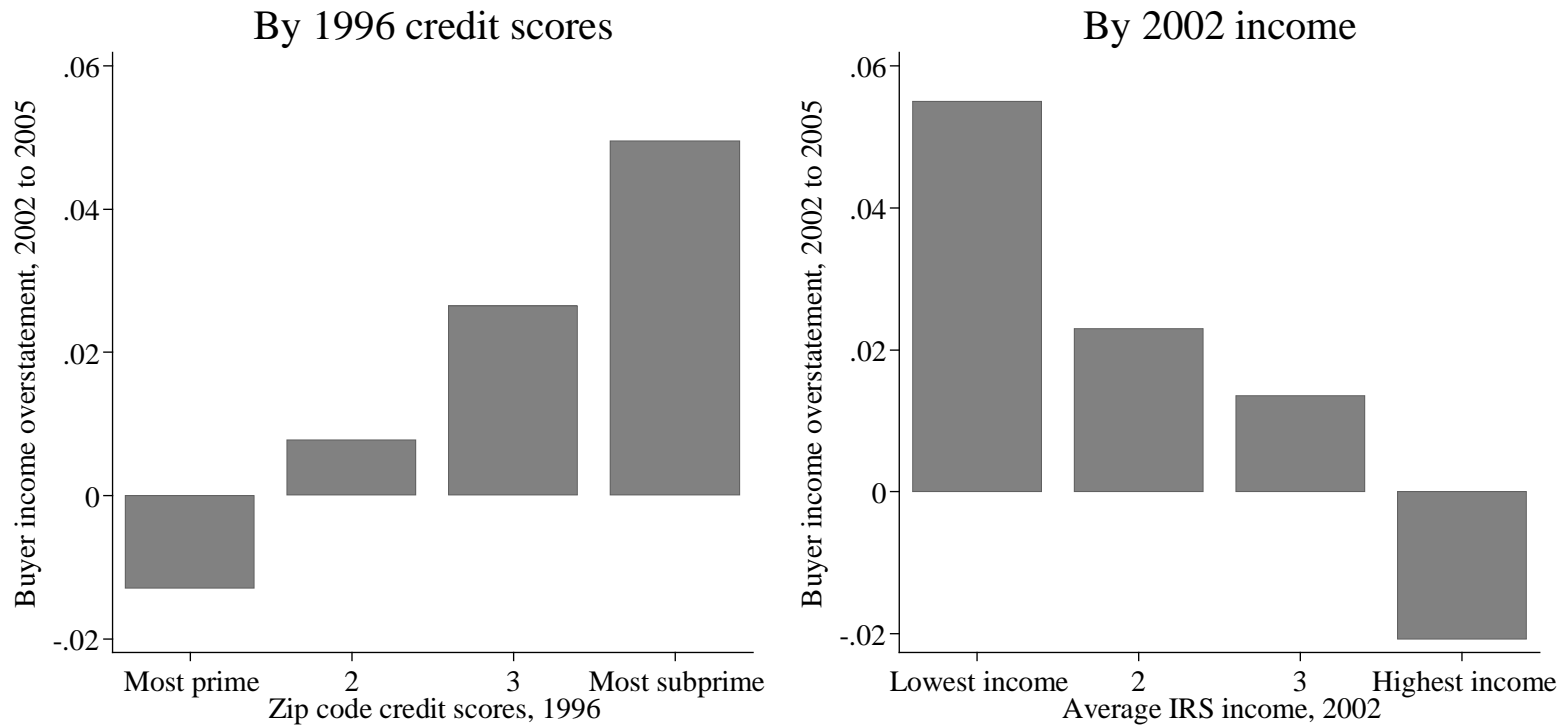 By 1996 credit scores
Buyer income overstatement, 2002 to 2005
.06
.04
.02
0
-.02
Most prime
2
3
Most subprime
Zip code credit scores, 1996
By 2002 income
Buyer income overstatement, 2002 to 2005
.06
.04
.02
0
-.02
Lowest income
2
3
Highest income
Average IRS income, 2002